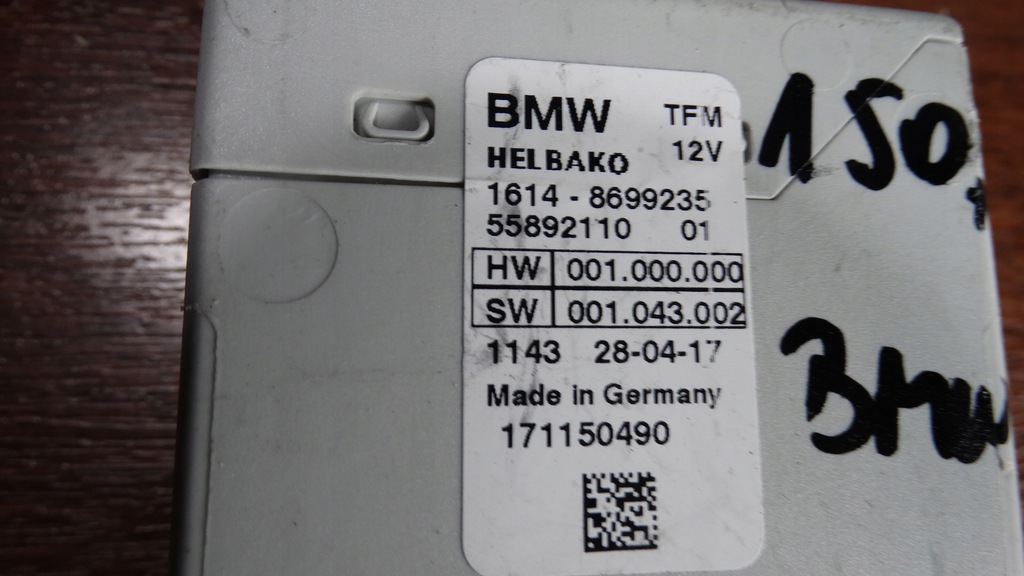 BMW TFM
HELBAKO 12V
1614 - 8699235
55892110 01
HW 001.000.000
SW 001.043.002
1143 28-04-17
Made in Germany
171150490
150,
BMW